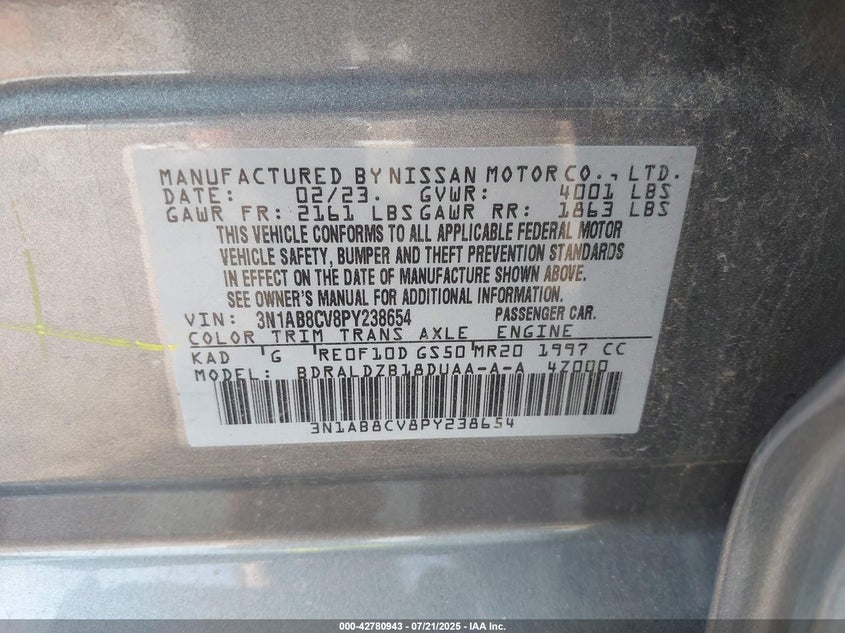 MANUFACTURED BY NISSAN MOTOR CO., LTD.
DATE: 02/23. GVWR: 4001 LBS
GAWR FR: 2161 LBS GAWR RR: 1863 LBS
THIS VEHICLE CONFORMS TO ALL APPLICABLE FEDERAL MOTOR
VEHICLE SAFETY, BUMPER AND THEFT PREVENTION STANDARDS
IN EFFECT ON THE DATE OF MANUFACTURE SHOWN ABOVE.
SEE OWNER'S MANUAL FOR ADDITIONAL INFORMATION.
VIN: 3N1AB8CV8PY238654 PASSENGER CAR.
COLOR TRIM TRANS AXLE ENGINE
KAD G RE0F10D GS50 MR20 1997 CC
MODEL: BDRALDZB18DUAA-A-A 4Z000
3N1AB8CV8PY238654
000-42780943 / 07/21/2025 - IAA Inc.